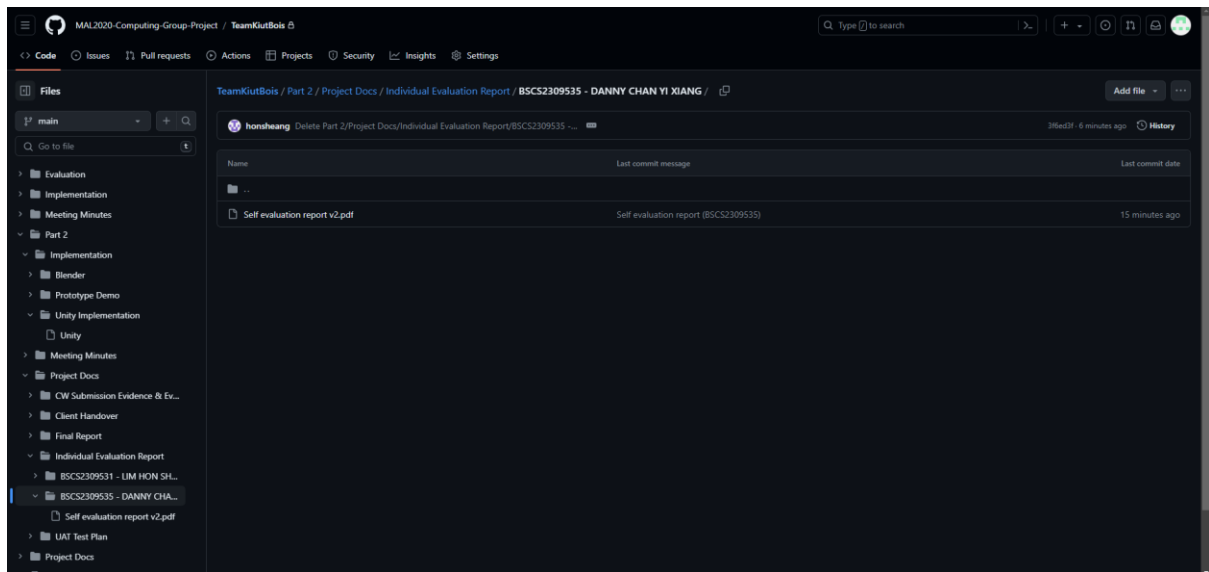 MAL2020-Computing-Group-Project / TeamKiutBois
Type / to search
Code Issues Pull requests Actions Projects Security Insights Settings
Files
main
Go to file t
Evaluation
Implementation
Meeting Minutes
Part 2
Implementation
Blender
Prototype Demo
Unity Implementation
Unity
Meeting Minutes
Project Docs
CW Submission Evidence & Ev...
Client Handover
Final Report
Individual Evaluation Report
BSCS2309531 - LIM HON SH...
BSCS2309535 - DANNY CHA...
Self evaluation report v2.pdf
UAT Test Plan
Project Docs
TeamKiutBois / Part 2 / Project Docs / Individual Evaluation Report / BSCS2309535 - DANNY CHAN YI XIANG /
Add file
honsheang Delete Part 2/Project Docs/Individual Evaluation Report/BSCS2309535 -... 3f6ed3f · 6 minutes ago History
Name Last commit message Last commit date
..
Self evaluation report v2.pdf Self evaluation report (BSCS2309535) 15 minutes ago